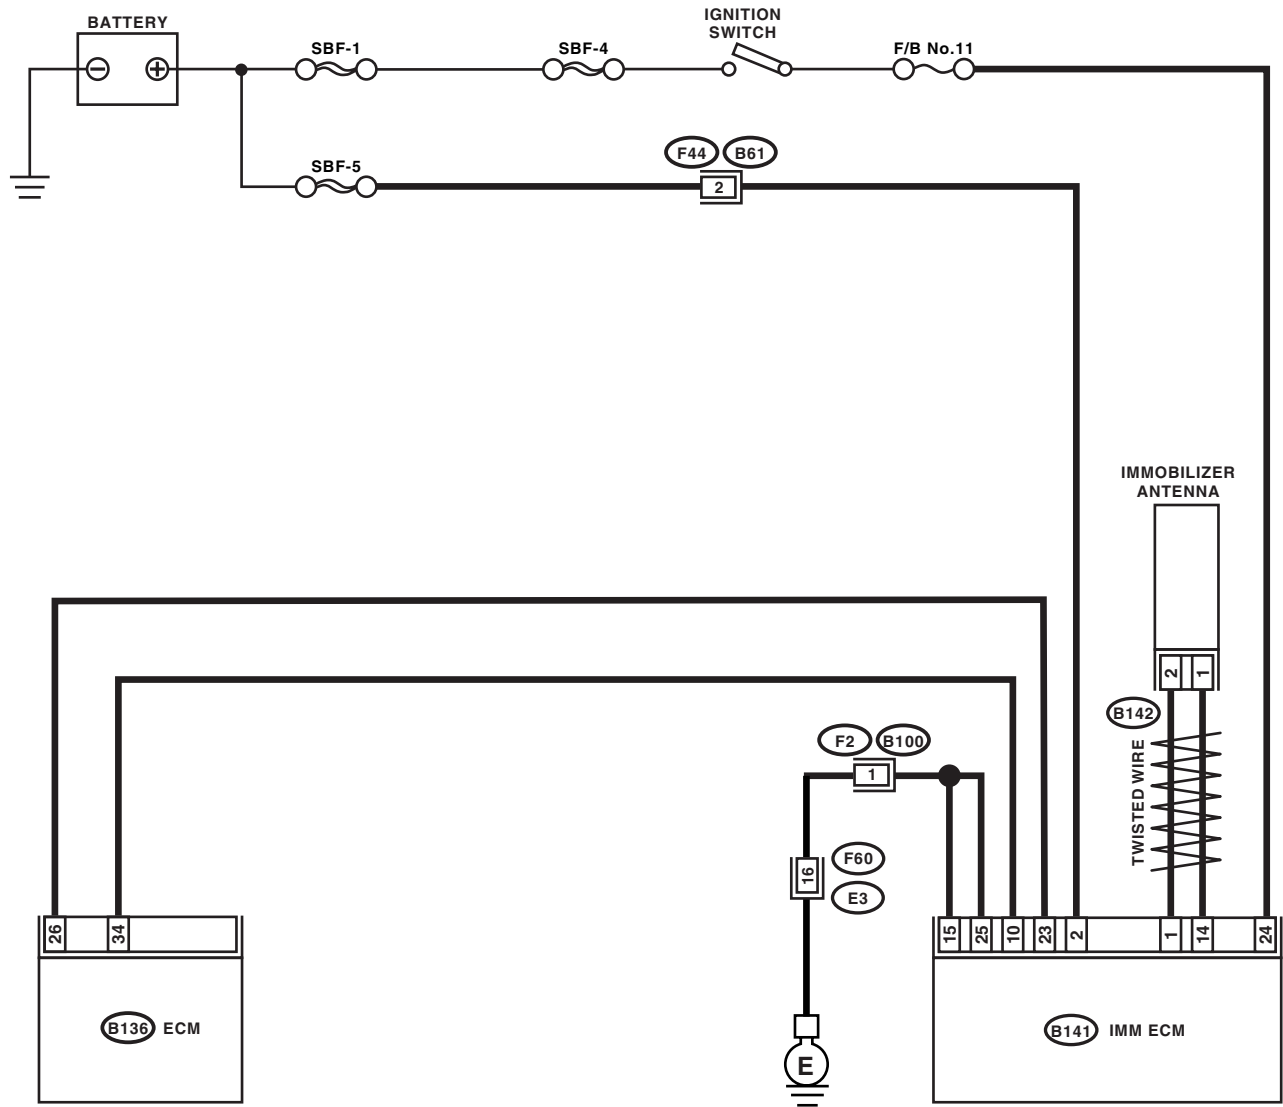 BATTERY
IGNITION
SWITCH
SBF-1
SBF-4
F/B No.11
SBF-5
F44
B61
2
IMMOBILIZER
ANTENNA
2
1
B142
TWISTED WIRE
F2
B100
1
F60
16
E3
26
34
15
25
10
23
2
1
14
24
B136
ECM
B141
IMM ECM
E